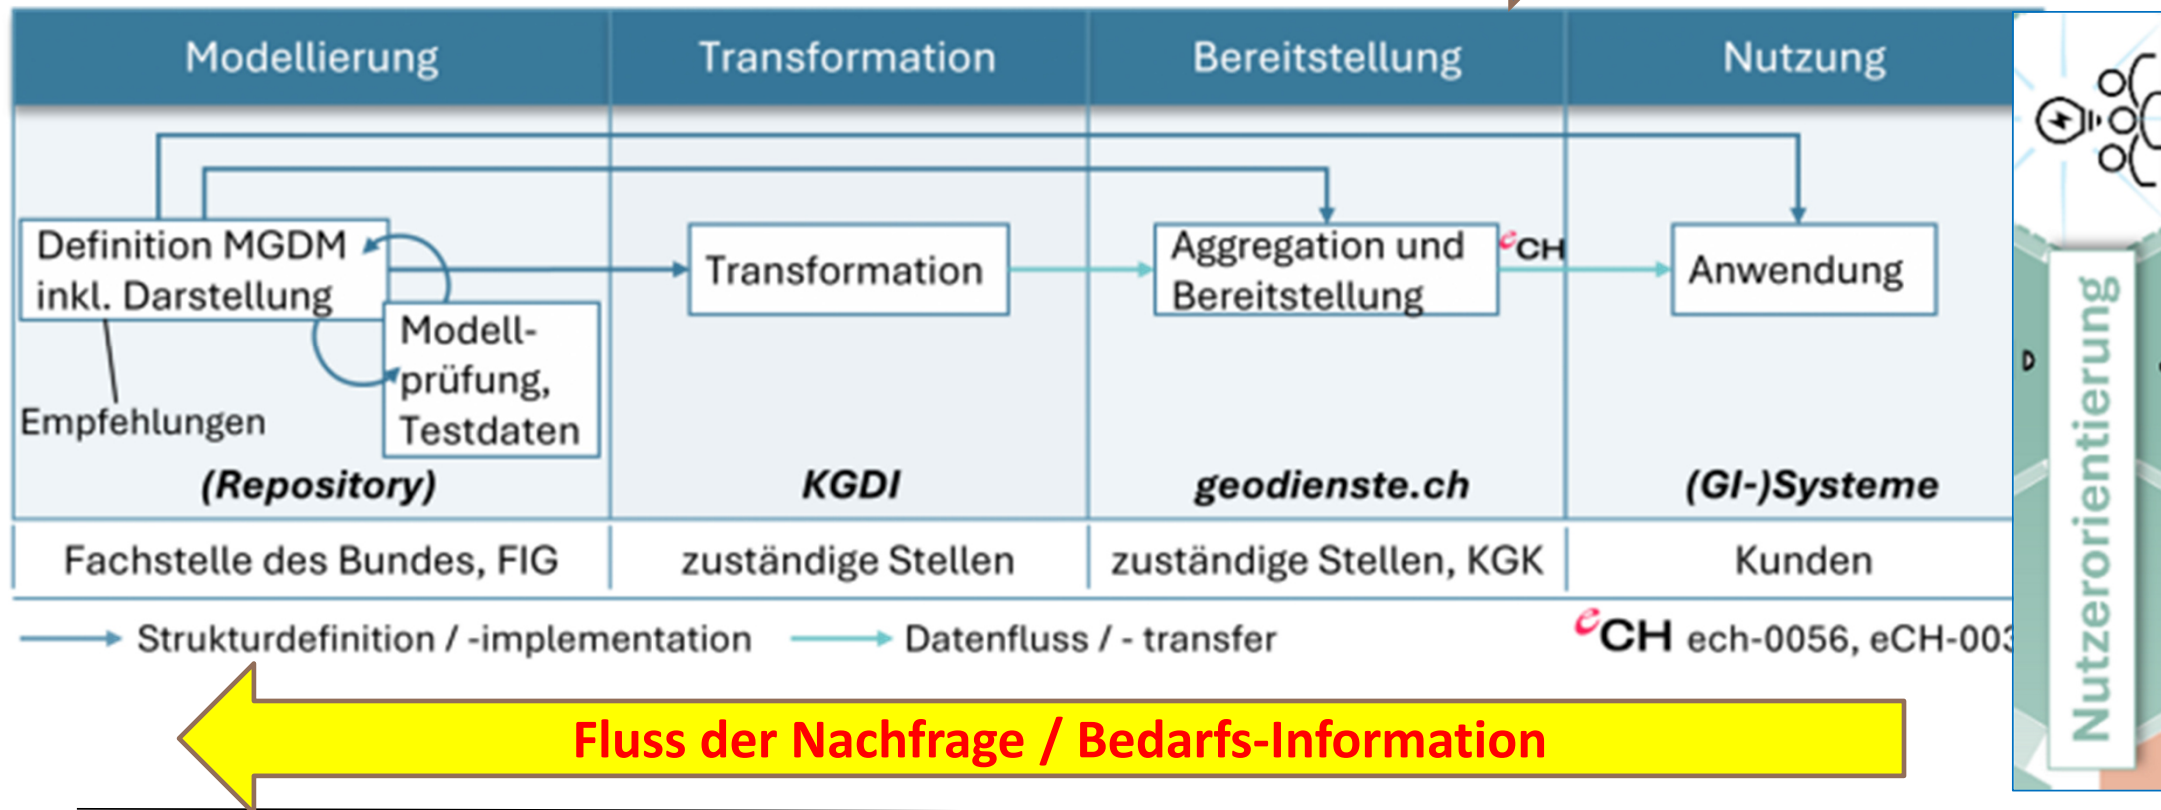 Modellierung
Transformation
Bereitstellung
Nutzung
Definition MGDM
inkl. Darstellung
Modell-
prüfung,
Testdaten
Empfehlungen
Transformation
Aggregation und
Bereitstellung
eCH
Anwendung
(Repository)
KGDI
geodienste.ch
(GI-)Systeme
Fachstelle des Bundes, FIG
zuständige Stellen
zuständige Stellen, KGK
Kunden
Strukturdefinition / -implementation
Datenfluss / - transfer
eCH ech-0056, eCH-003
Fluss der Nachfrage / Bedarfs-Information
Nutzerorientierung